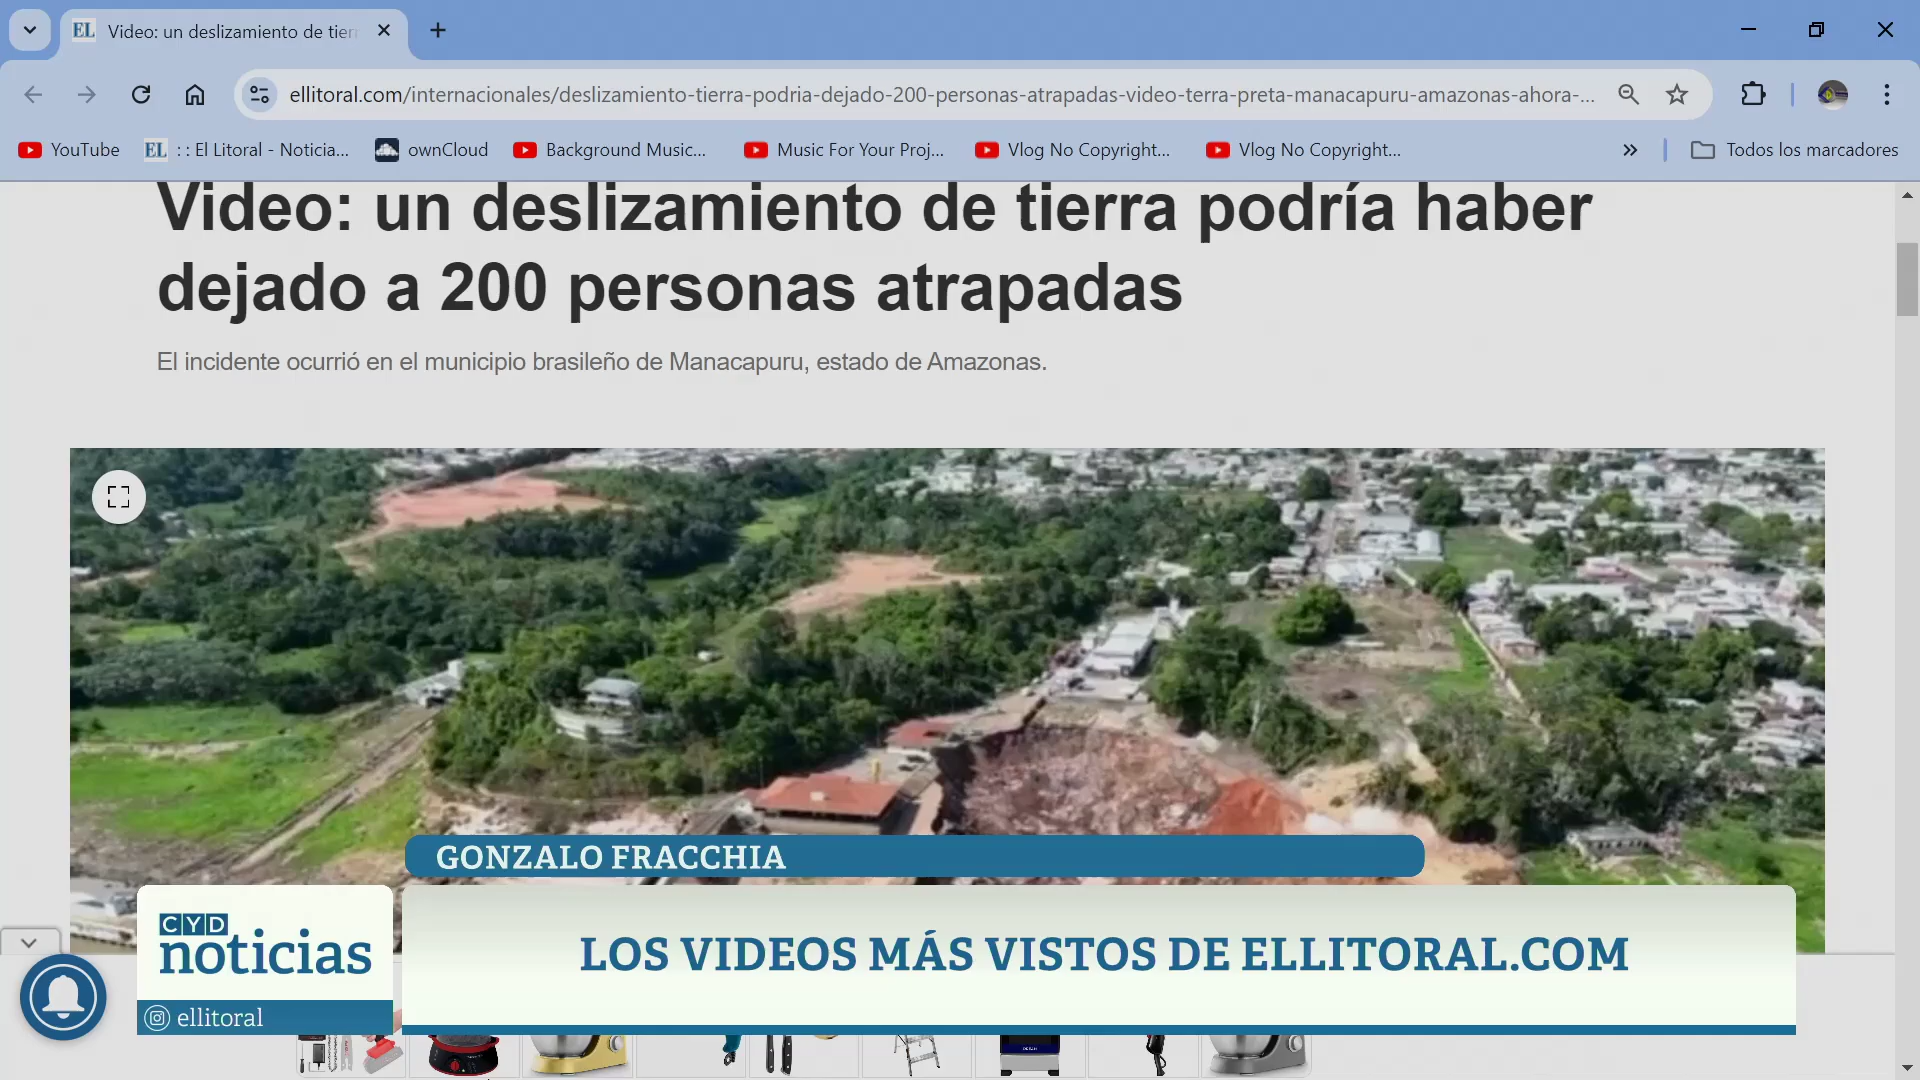 Video: un deslizamiento de tier
ellitoral.com/internacionales/deslizamiento-tierra-podria-dejado-200-personas-atrapadas-video-terra-preta-manacapuru-amazonas-ahora-...
YouTube
EL
: : El Litoral - Noticia...
ownCloud
Background Music...
Music For Your Proj...
Vlog No Copyright...
Vlog No Copyright...
Todos los marcadores
Video: un deslizamiento de tierra podría haber
dejado a 200 personas atrapadas
El incidente ocurrió en el municipio brasileño de Manacapuru, estado de Amazonas.
GONZALO FRACCHIA
CYD
noticias
LOS VIDEOS MÁS VISTOS DE ELLITORAL.COM
ellitoral